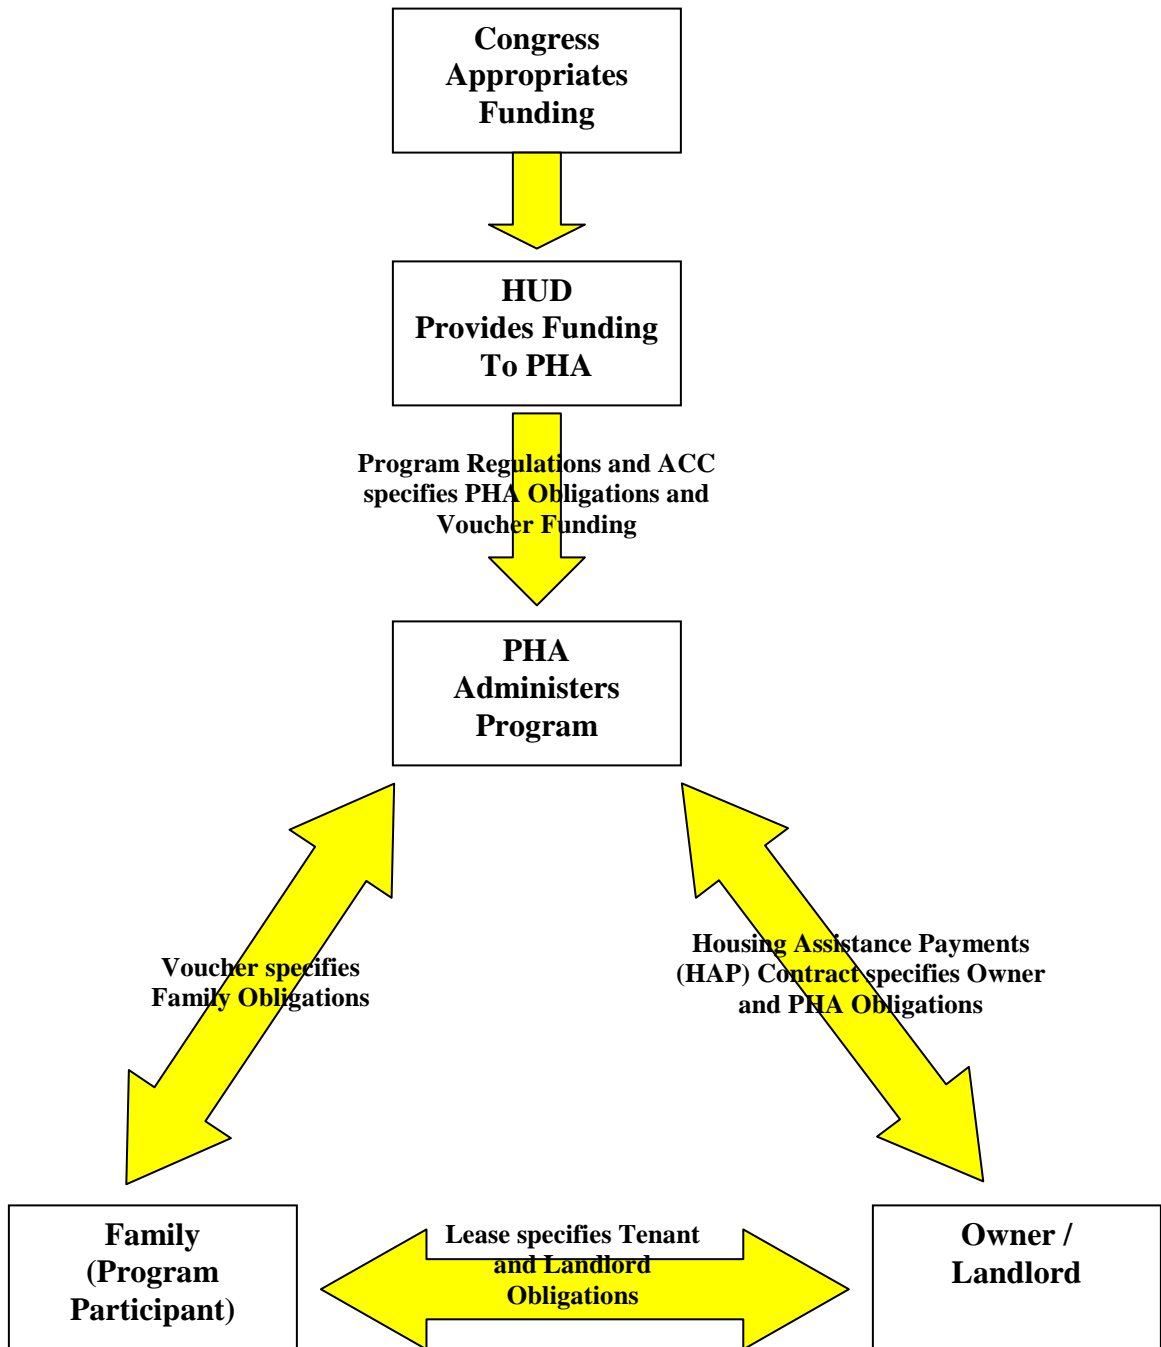 Congress
Appropriates
Funding
HUD
Provides Funding
To PHA
Program Regulations and ACC
specifies PHA Obligations and
Voucher Funding
PHA
Administers
Program
Voucher specifies
Family Obligations
Housing Assistance Payments
(HAP) Contract specifies Owner
and PHA Obligations
Family
(Program
Participant)
Lease specifies Tenant
and Landlord
Obligations
Owner /
Landlord